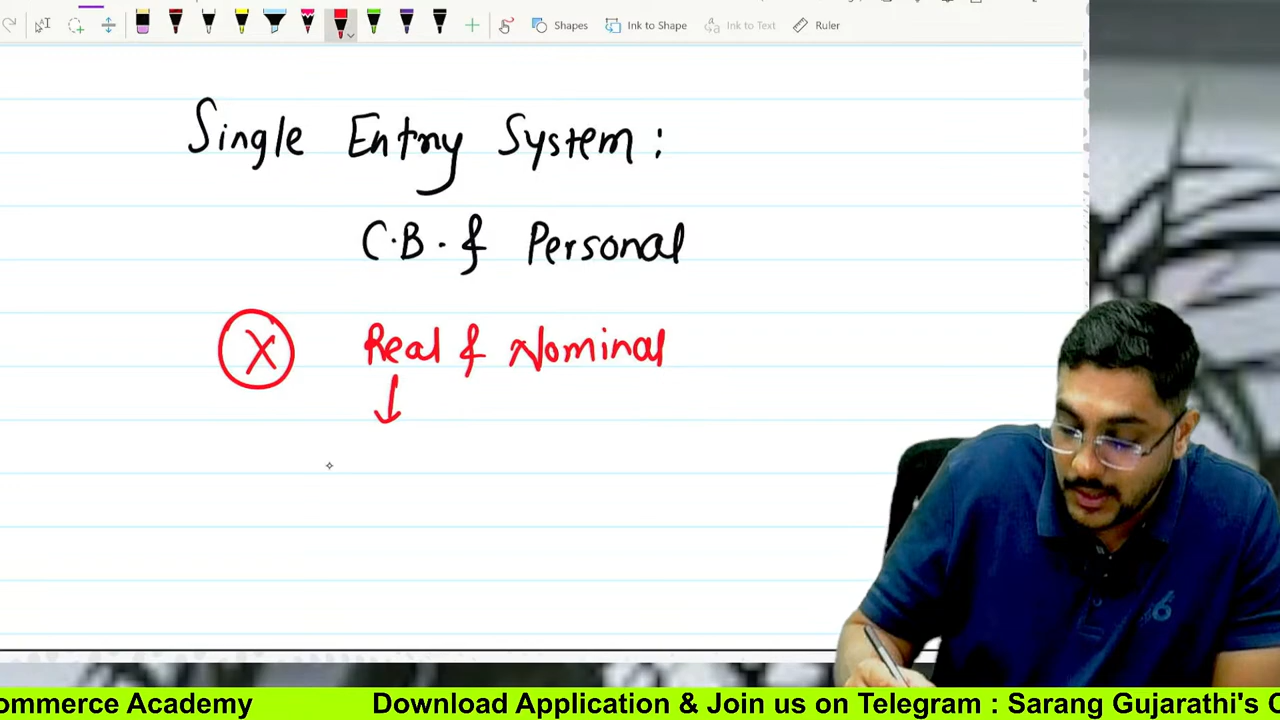 Shapes Ink to Shape Ink to Text Ruler
Single Entry System :
C.B. & Personal
X Real & Nominal
ommerce Academy Download Application & Join us on Telegram : Sarang Gujarathi's C